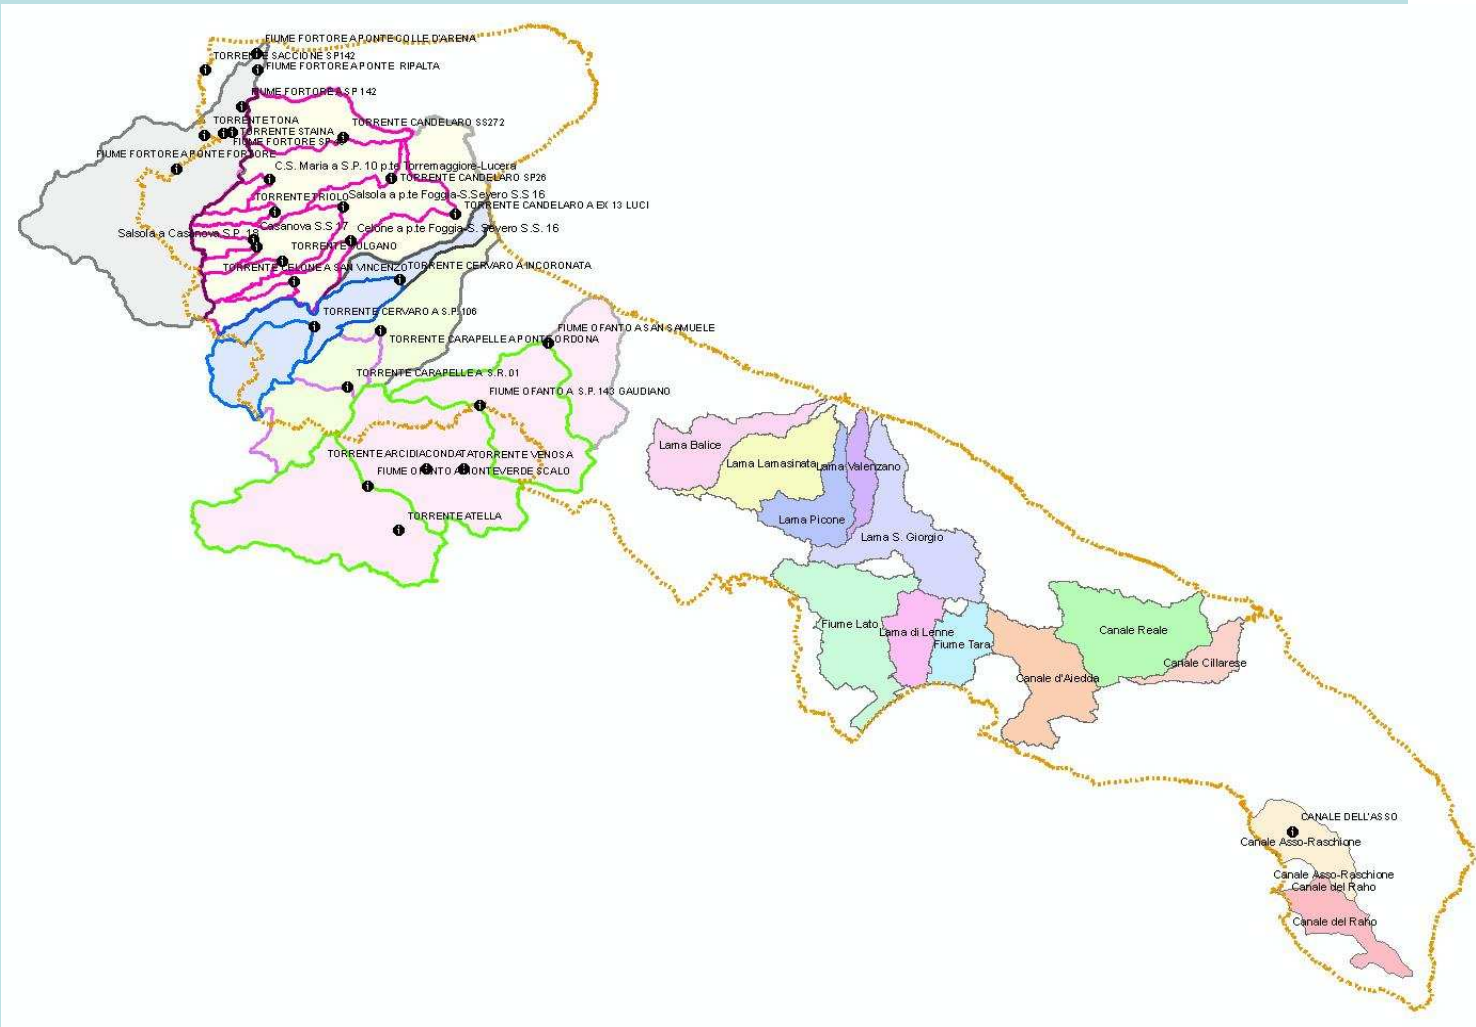 FIUME FORTORE A PONTE COLLE D'ARENA
TORRENTE SACCIONE SP142
FIUME FORTORE A PONTE RIPALTA
FIUME FORTORE A SP 142
TORRENTE TONA
TORRENTE CANDELARO SS272
TORRENTE STAINA
FIUME FORTORE SP
FIUME FORTORE A PONTE FORTORE
C.S. Maria a S.P. 10 p.te Torremaggiore-Lucera
TORRENTE CANDELARO SP26
TORRENTE TRIOLO
Salsola a p.te Foggia-S.Severo S.S 16
TORRENTE CANDELARO A EX 13 LUCI
Salsola a Casanova S.P. 18
Casanova S.S 17
Celone a p.te Foggia-S. Severo S.S. 16
TORRENTE VULGANO
TORRENTE CELONE A SAN VINCENZO
TORRENTE CERVARO A INCORONATA
TORRENTE CERVARO A S.P. 106
FIUME OFANTO A SAN SAMUELE
TORRENTE CARAPELLE A PONTE ORDONA
TORRENTE CARAPELLE A S.R.01
FIUME OFANTO A S.P. 143 GAUDIANO
TORRENTE ARCIDIACONDATA
TORRENTE VENOSA
FIUME OFANTO A MONTEVERDE SCALO
TORRENTE ATELLA
Lama Balice
Lama Lamasinata
Lama Valenzano
Lama Picone
Lama S. Giorgio
Fiume Lato
Lama di Lenne
Fiume Tara
Canale Reale
Canale Cillarese
Canale d'Aiedda
CANALE DELL'ASSO
Canale Asso-Raschione
Canale Asso-Raschione
Canale del Raho
Canale del Raho